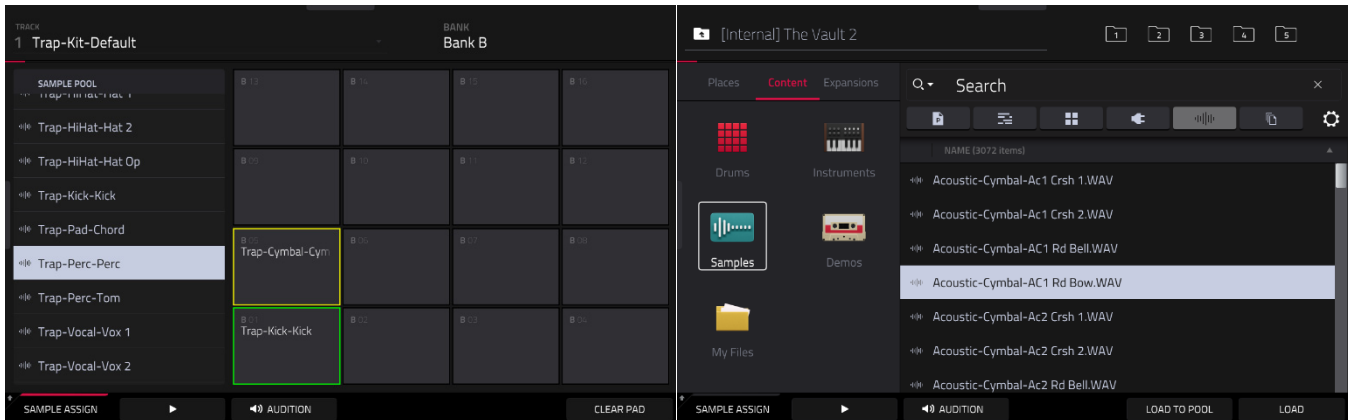 TRACK
1 Trap-Kit-Default
BANK
Bank B
SAMPLE POOL
Trap-HiHat-Hat 1
Trap-HiHat-Hat 2
Trap-HiHat-Hat Op
Trap-Kick-Kick
Trap-Pad-Chord
Trap-Perc-Perc
Trap-Perc-Tom
Trap-Vocal-Vox 1
Trap-Vocal-Vox 2
B 13 B 14 B 15 B 16
B 09 B 10 B 11 B 12
B 05 B 06 B 07 B 08
Trap-Cymbal-Cym
B 01 B 02 B 03 B 04
Trap-Kick-Kick
SAMPLE ASSIGN AUDITION CLEAR PAD
[Internal] The Vault 2
1 2 3 4 5
Places Content Expansions
Drums Instruments
Samples Demos
My Files
Search
P
NAME (3072 items)
Acoustic-Cymbal-Ac1 Crsh 1.WAV
Acoustic-Cymbal-Ac1 Crsh 2.WAV
Acoustic-Cymbal-AC1 Rd Bell.WAV
Acoustic-Cymbal-AC1 Rd Bow.WAV
Acoustic-Cymbal-Ac2 Crsh 1.WAV
Acoustic-Cymbal-Ac2 Crsh 2.WAV
Acoustic-Cymbal-Ac2 Rd Bell.WAV
SAMPLE ASSIGN AUDITION LOAD TO POOL LOAD